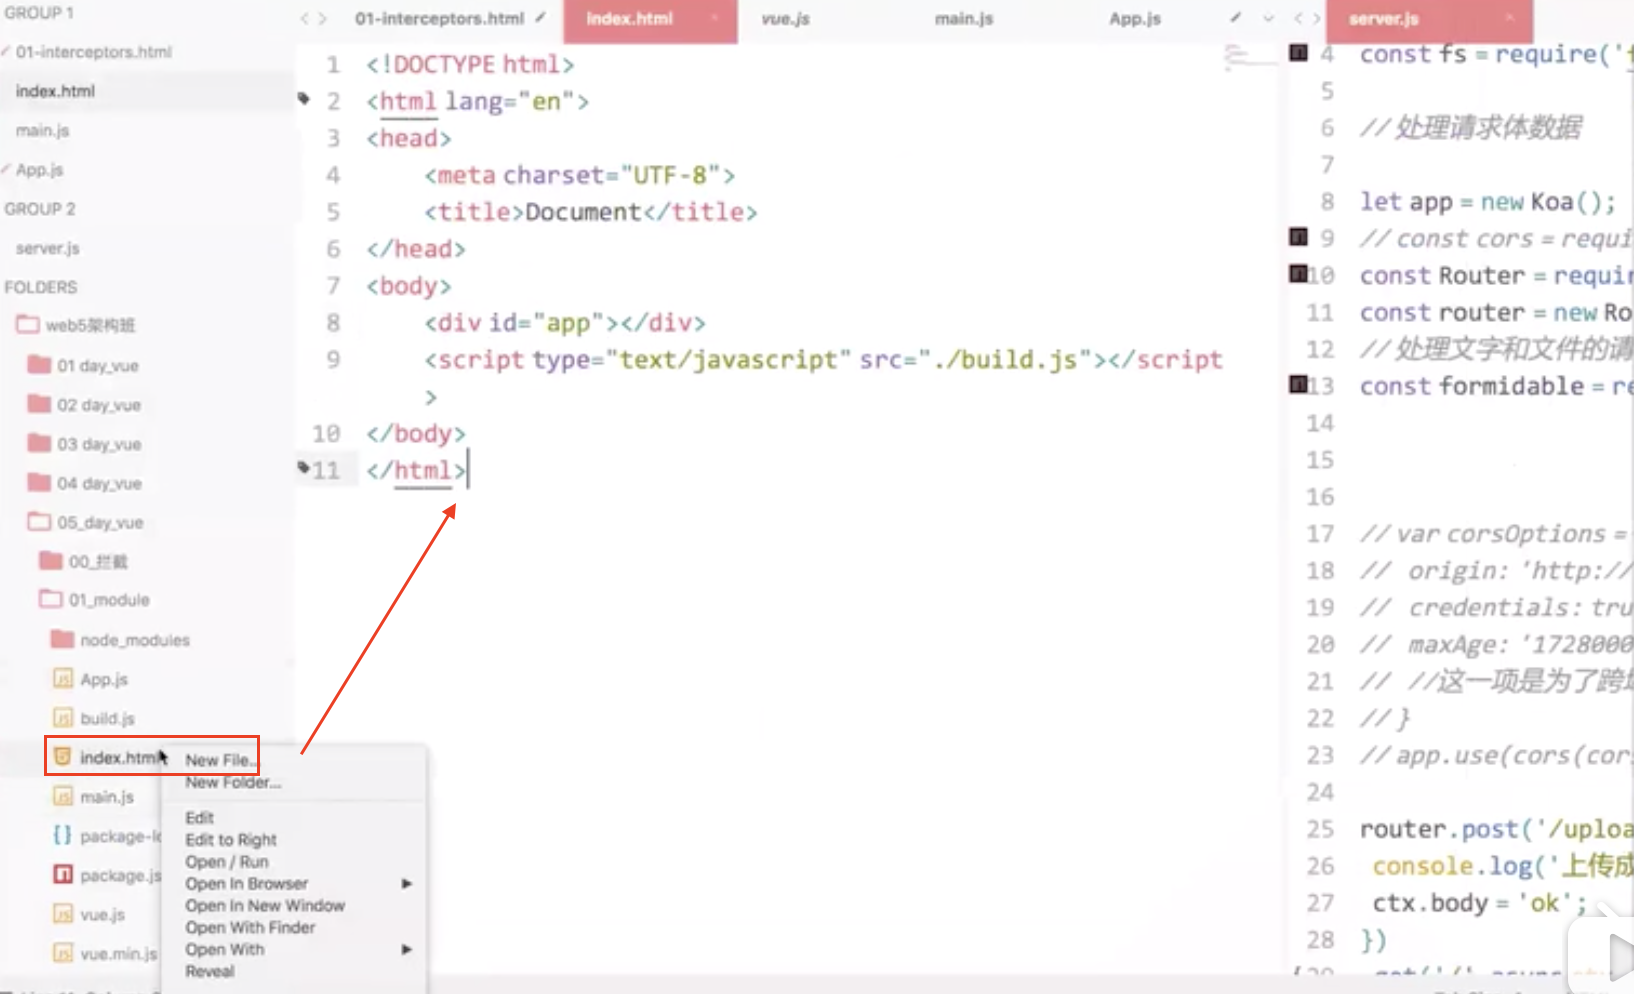 GROUP 1
01-interceptors.html
index.html
main.js
App.js
GROUP 2
server.js
FOLDERS
web5架构班
01 day_vue
02 day_vue
03 day_vue
04 day_vue
05_day_vue
00_拦截
01_module
node_modules
App.js
build.js
index.html
main.js
package-lo
package.js
vue.js
vue.min.js
New File...
New Folder...
Edit
Edit to Right
Open / Run
Open In Browser
Open In New Window
Open With Finder
Open With
Reveal
01-interceptors.html index.html vue.js main.js App.js
1 <!DOCTYPE html>
2 <html lang="en">
3 <head>
4 <meta charset="UTF-8">
5 <title>Document</title>
6 </head>
7 <body>
8 <div id="app"></div>
9 <script type="text/javascript" src="./build.js"></script
>
10 </body>
11 </html>
server.js
4 const fs = require('f
5
6 //处理请求体数据
7
8 let app = new Koa();
9 // const cors = requi
10 const Router = requir
11 const router = new Ro
12 //处理文字和文件的请
13 const formidable = re
14
15
16
17 // var corsOptions =
18 // origin: 'http://
19 // credentials: tru
20 // maxAge: '1728000
21 // //这一项是为了跨域
22 // }
23 //app.use(cors(cor
24
25 router.post('/uploa
26 console.log('上传成
27 ctx.body = 'ok';
28 })